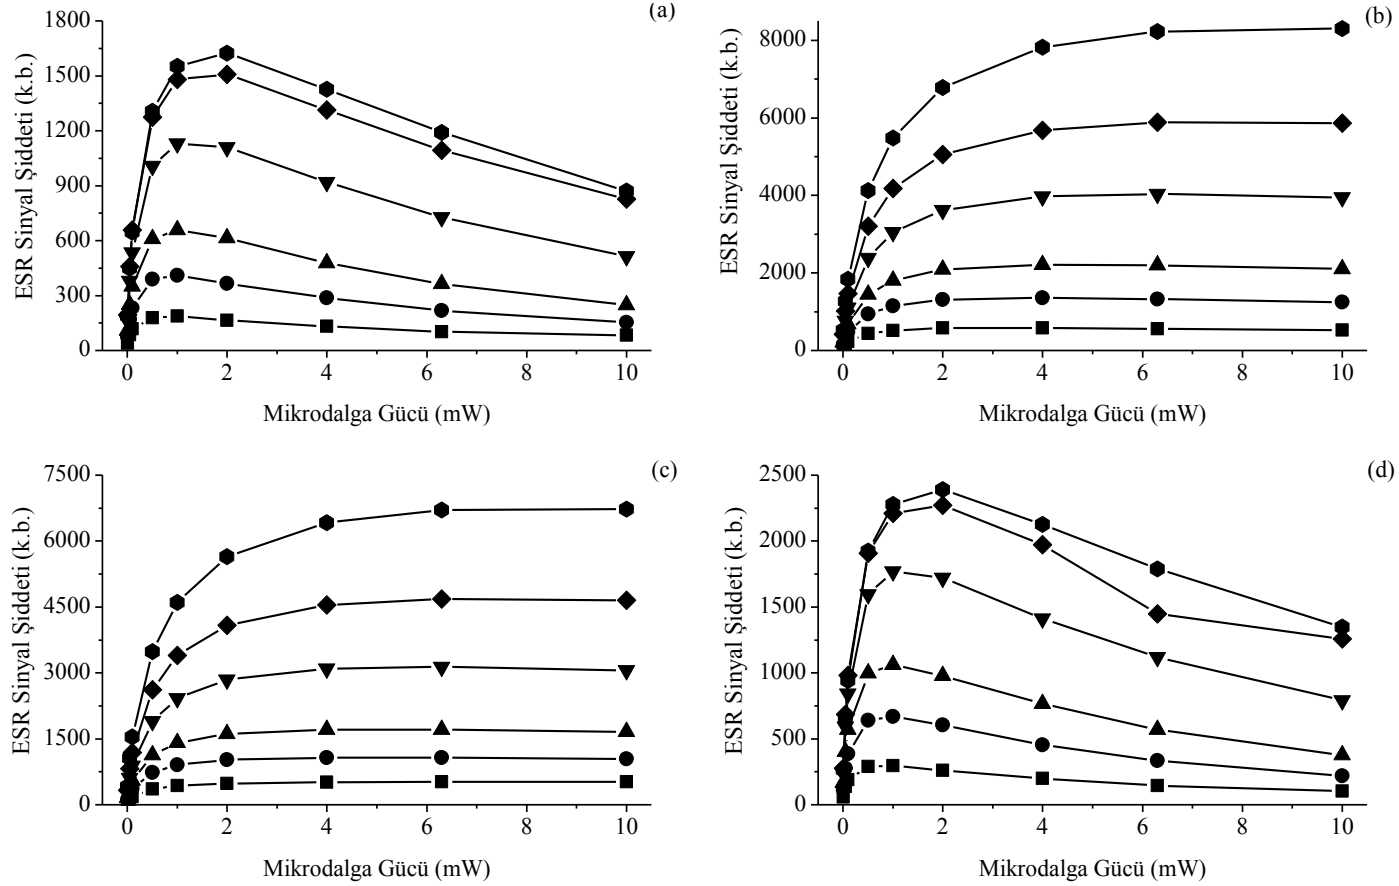 (a)
ESR Sinyal Şiddeti (k.b.)
1800
1500
1200
900
600
300
0
0 2 4 6 8 10
Mikrodalga Gücü (mW)
(b)
ESR Sinyal Şiddeti (k.b.)
8000
6000
4000
2000
0
0 2 4 6 8 10
Mikrodalga Gücü (mW)
(c)
ESR Sinyal Şiddeti (k.b.)
7500
6000
4500
3000
1500
0
0 2 4 6 8 10
Mikrodalga Gücü (mW)
(d)
ESR Sinyal Şiddeti (k.b.)
2500
2000
1500
1000
500
0
0 2 4 6 8 10
Mikrodalga Gücü (mW)